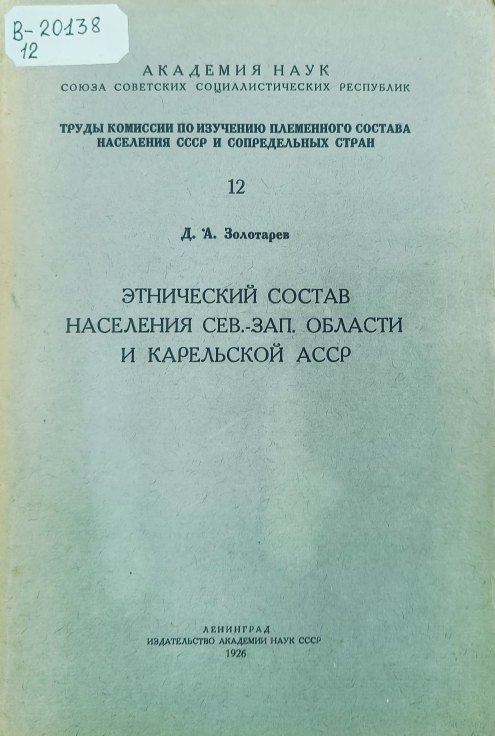 В-20138
12
АКАДЕМИЯ НАУК
СОЮЗА СОВЕТСКИХ СОЦИАЛИСТИЧЕСКИХ РЕСПУБЛИК
ТРУДЫ КОМИССИИ ПО ИЗУЧЕНИЮ ПЛЕМЕННОГО СОСТАВА
НАСЕЛЕНИЯ СССР И СОПРЕДЕЛЬНЫХ СТРАН
12
Д. А. Золотарев
ЭТНИЧЕСКИЙ СОСТАВ
НАСЕЛЕНИЯ СЕВ.-ЗАП. ОБЛАСТИ
И КАРЕЛЬСКОЙ АССР
ЛЕНИНГРАД
ИЗДАТЕЛЬСТВО АКАДЕМИИ НАУК СССР
1926